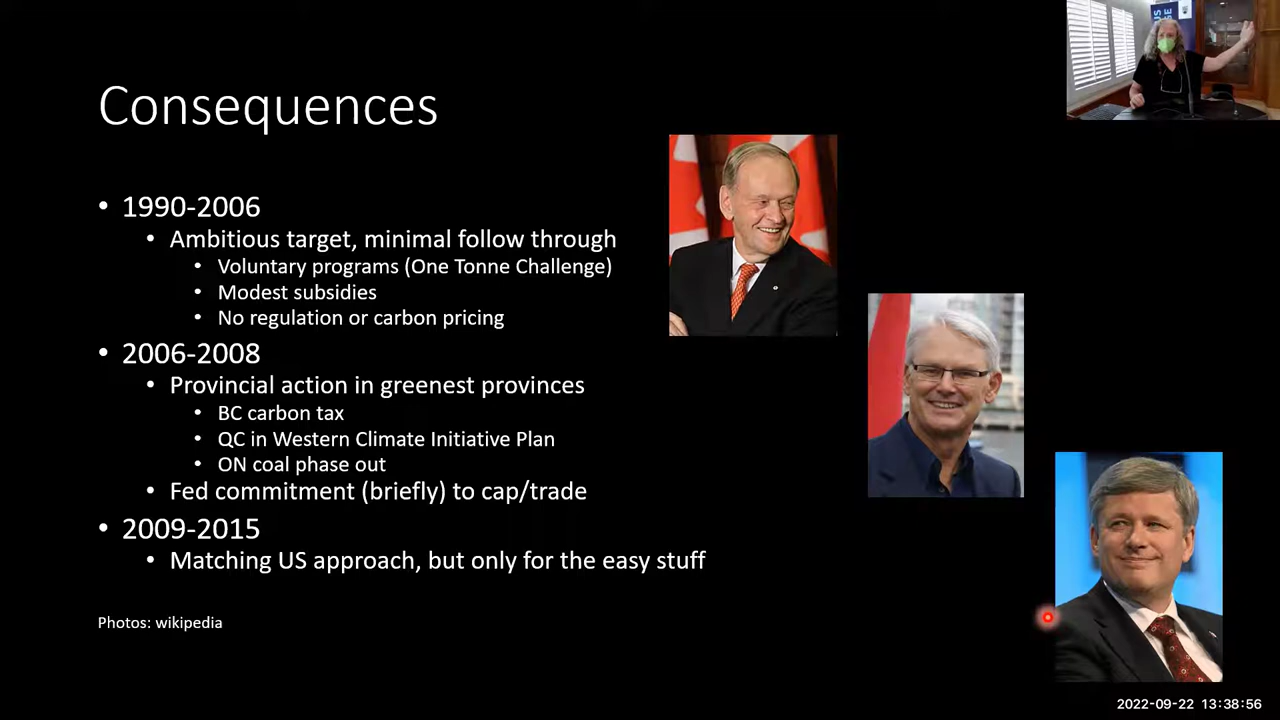 Consequences
• 1990-2006
• Ambitious target, minimal follow through
• Voluntary programs (One Tonne Challenge)
• Modest subsidies
• No regulation or carbon pricing
• 2006-2008
• Provincial action in greenest provinces
• BC carbon tax
• QC in Western Climate Initiative Plan
• ON coal phase out
• Fed commitment (briefly) to cap/trade
• 2009-2015
• Matching US approach, but only for the easy stuff
Photos: wikipedia
2022-09-22 13:38:56